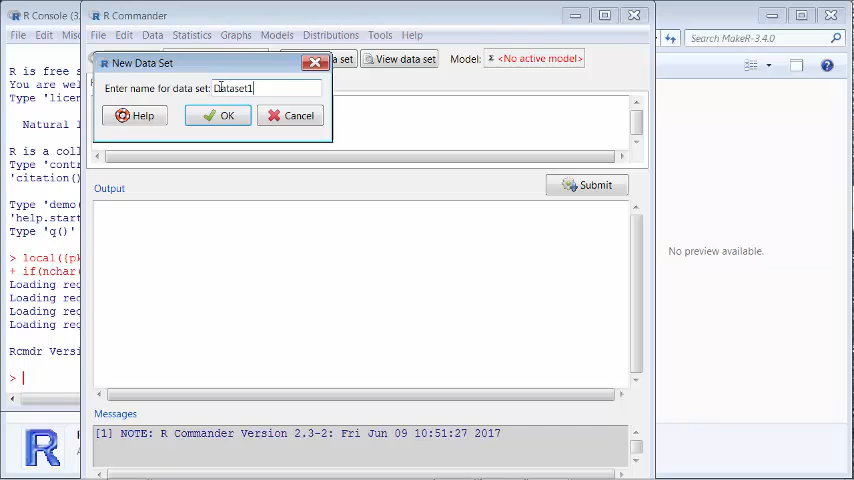 R Console (3.
R Commander
File Edit Misc
File Edit Data Statistics Graphs Models Distributions Tools Help
Search MakeR-3.4.0
set
View data set
Model:
Σ <No active model>
New Data Set
Enter name for data set: Dataset1
Help
OK
Cancel
R is free s
You are wel
Type 'licen
Natural l
R is a coll
Type 'contr
'citation()
Type 'demo(
'help.start
Type 'q()'
> local({pk
+ if(nchar(
Loading req
Loading req
Loading req
Loading req
Rcmdr Versi
>
Output
Submit
No preview available.
Messages
[1] NOTE: R Commander Version 2.3-2: Fri Jun 09 10:51:27 2017